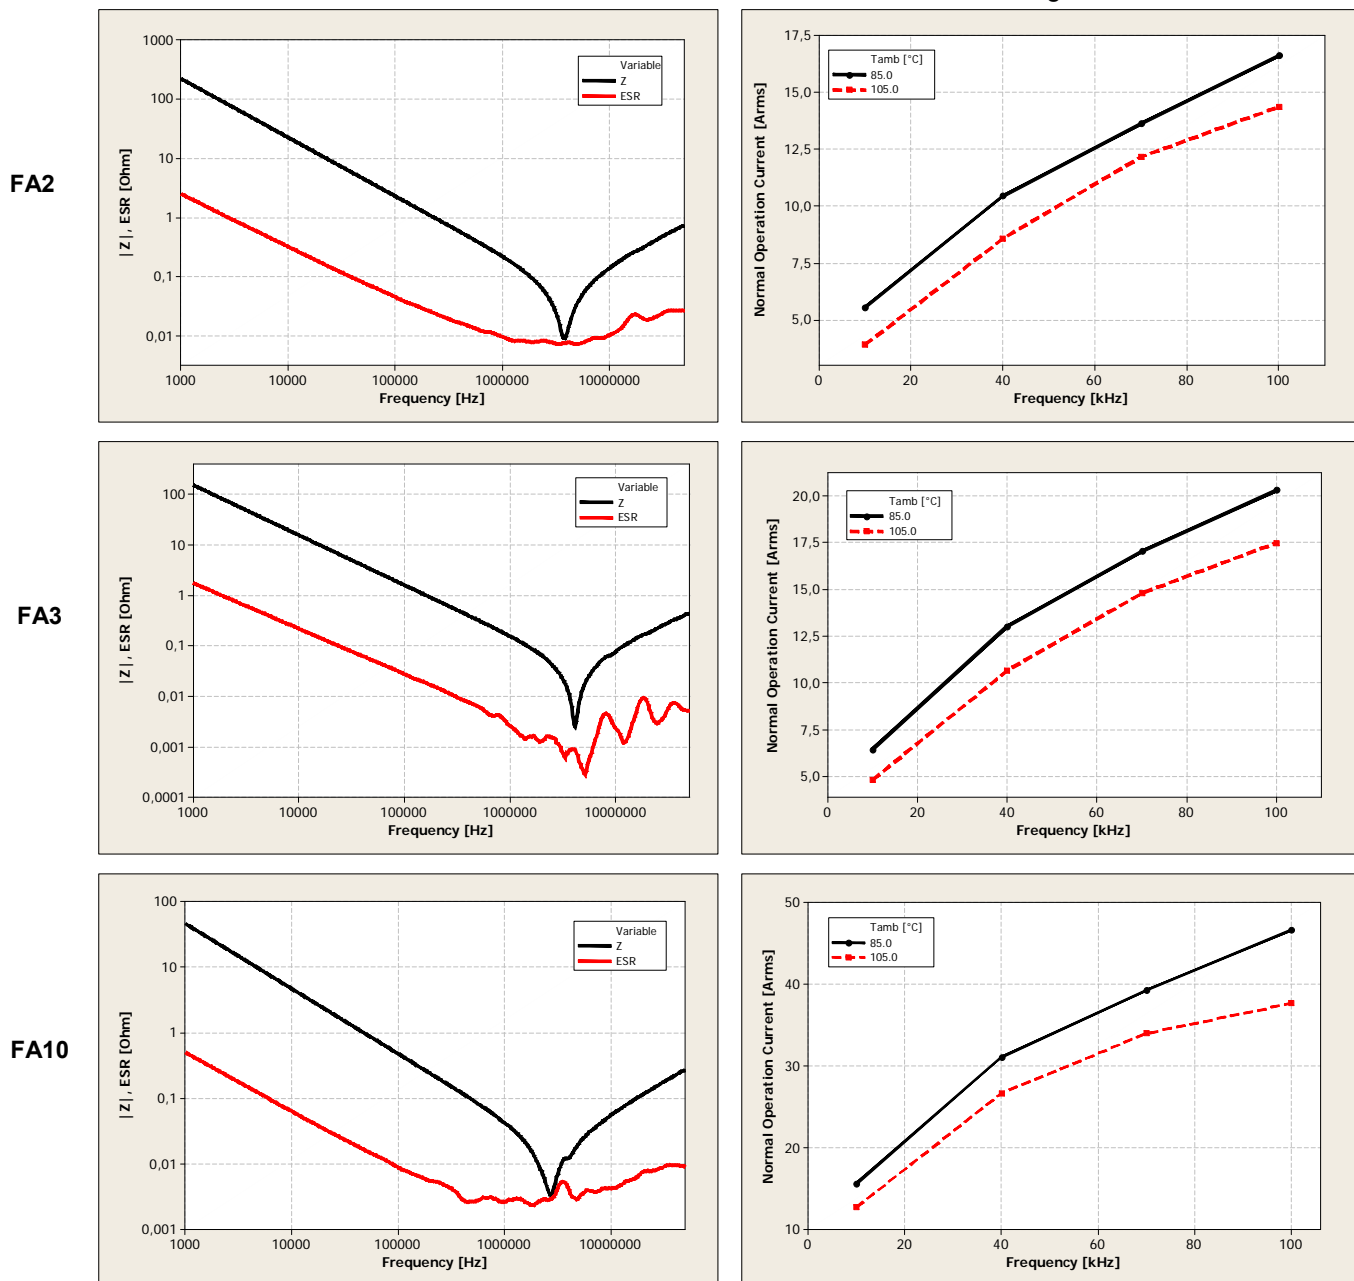 FA2
|Z|, ESR [Ohm]
1000
100
10
1
0,1
0,01
Variable
Z
ESR
1000 10000 100000 1000000 10000000
Frequency [Hz]
Normal Operation Current [Arms]
17,5
15,0
12,5
10,0
7,5
5,0
Tamb [°C]
85.0
105.0
0 20 40 60 80 100
Frequency [kHz]
FA3
|Z|, ESR [Ohm]
100
10
1
0,1
0,01
0,001
0,0001
Variable
Z
ESR
1000 10000 100000 1000000 10000000
Frequency [Hz]
Normal Operation Current [Arms]
20,0
17,5
15,0
12,5
10,0
7,5
5,0
Tamb [°C]
85.0
105.0
0 20 40 60 80 100
Frequency [kHz]
FA10
|Z|, ESR [Ohm]
100
10
1
0,1
0,01
0,001
Variable
Z
ESR
1000 10000 100000 1000000 10000000
Frequency [Hz]
Normal Operation Current [Arms]
50
40
30
20
10
Tamb [°C]
85.0
105.0
0 20 40 60 80 100
Frequency [kHz]